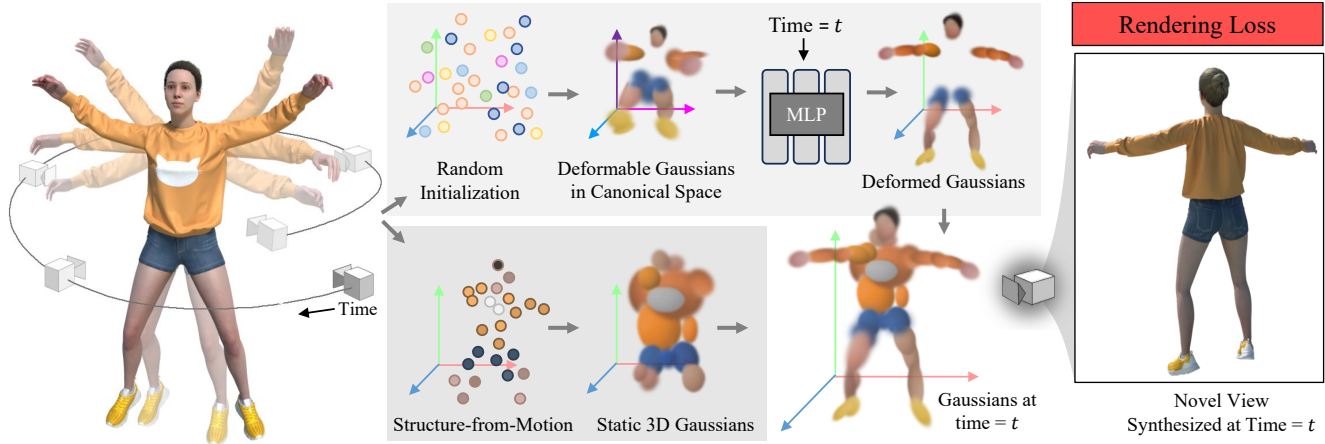 Rendering Loss
Time = t
MLP
Random
Initialization
Deformable Gaussians
in Canonical Space
Deformed Gaussians
Time
Structure-from-Motion
Static 3D Gaussians
Gaussians at
time = t
Novel View
Synthesized at Time = t